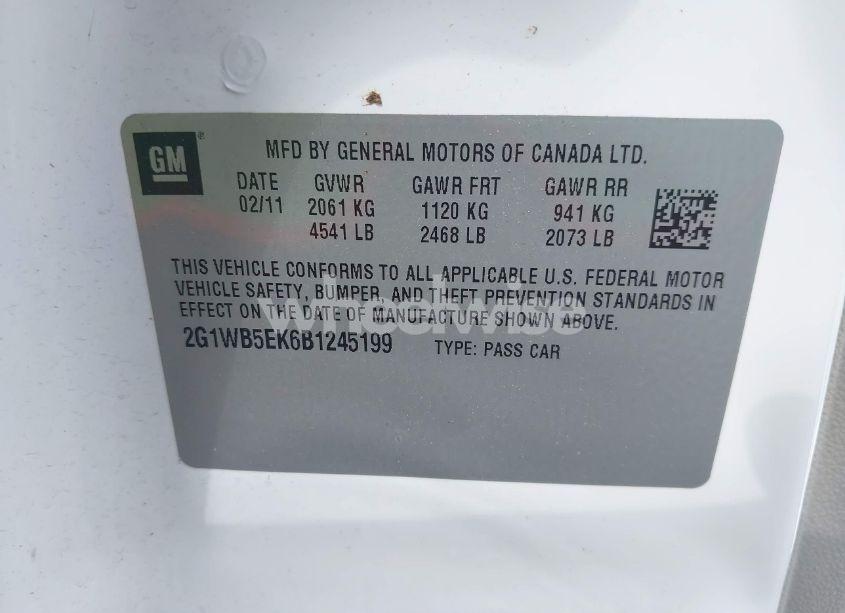 GM®
MFD BY GENERAL MOTORS OF CANADA LTD.
DATE GVWR GAWR FRT GAWR RR
02/11 2061 KG 1120 KG 941 KG
4541 LB 2468 LB 2073 LB
THIS VEHICLE CONFORMS TO ALL APPLICABLE U.S. FEDERAL MOTOR
VEHICLE SAFETY, BUMPER, AND THEFT PREVENTION STANDARDS IN
EFFECT ON THE DATE OF MANUFACTURE SHOWN ABOVE.
wheelwise
2G1WB5EK6B1245199 TYPE: PASS CAR